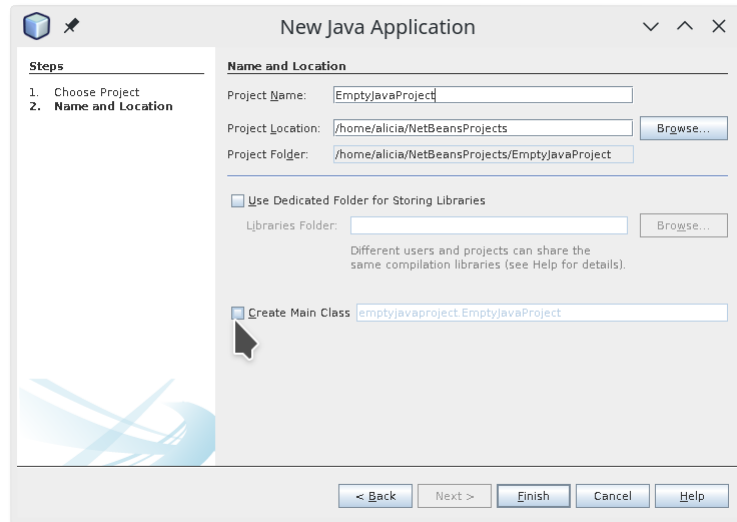 New Java Application
Steps
1. Choose Project
2. Name and Location
Name and Location
Project Name: EmptyJavaProject
Project Location: /home/alicia/NetBeansProjects Browse...
Project Folder: /home/alicia/NetBeansProjects/EmptyJavaProject
Use Dedicated Folder for Storing Libraries
Libraries Folder: Browse...
Different users and projects can share the
same compilation libraries (see Help for details).
Create Main Class emptyjavaproject.EmptyJavaProject
< Back Next > Finish Cancel Help